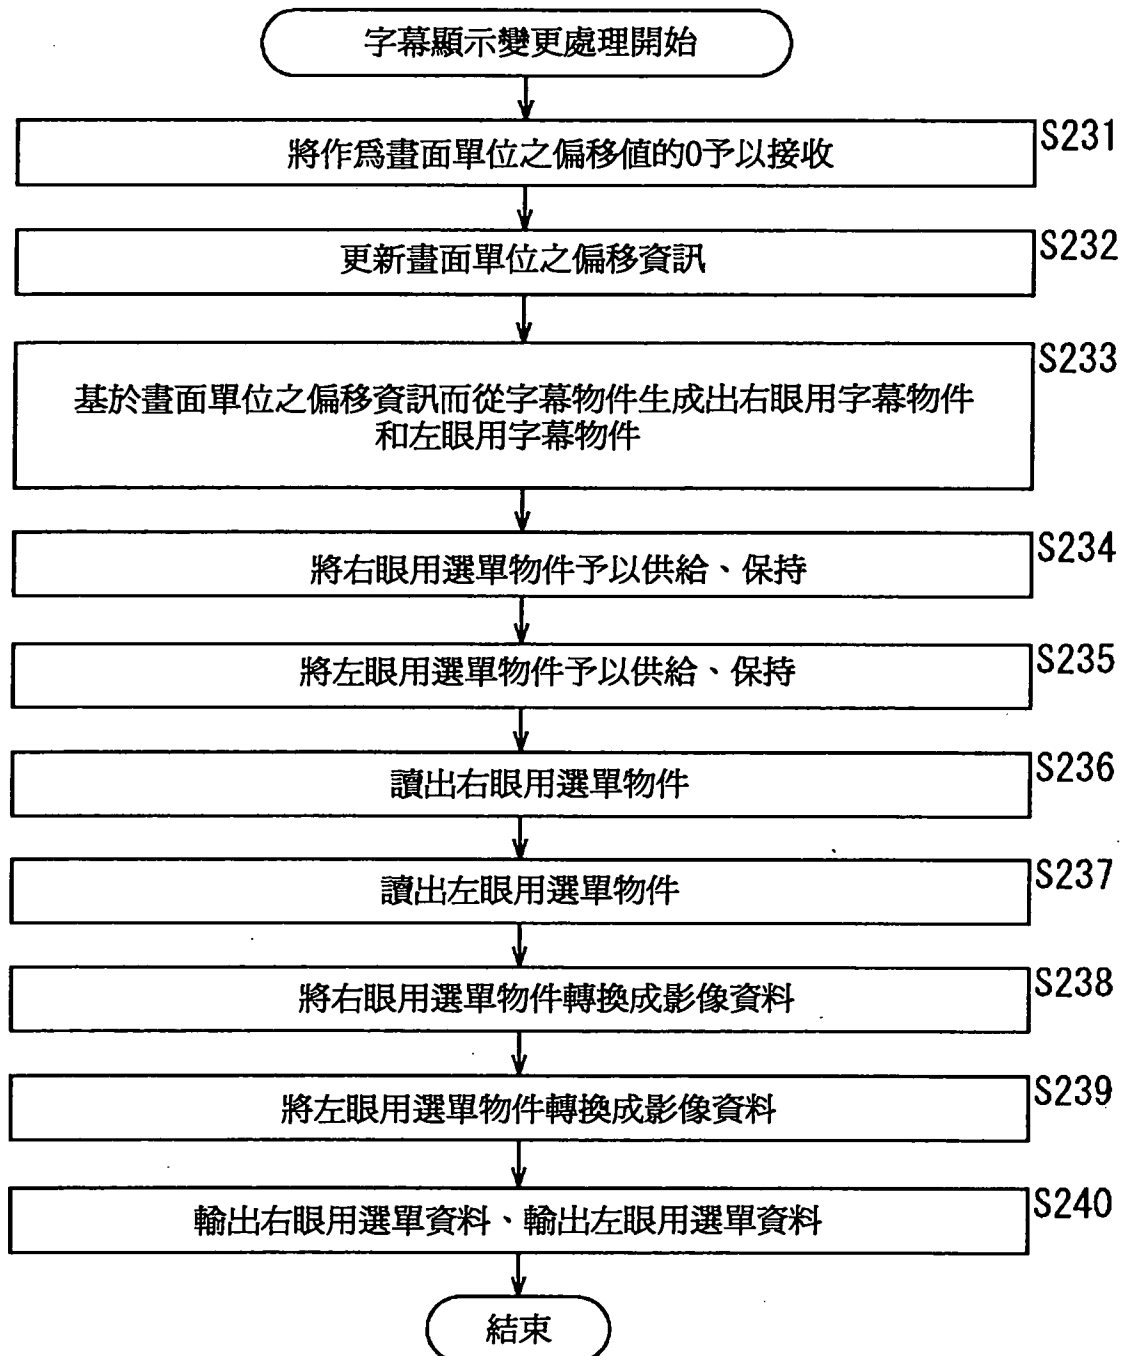 字幕顯示變更處理開始
將作爲畫面單位之偏移值的0予以接收
S231
更新畫面單位之偏移資訊
S232
基於畫面單位之偏移資訊而從字幕物件生成出右眼用字幕物件
和左眼用字幕物件
S233
將右眼用選單物件予以供給、保持
S234
將左眼用選單物件予以供給、保持
S235
讀出右眼用選單物件
S236
讀出左眼用選單物件
S237
將右眼用選單物件轉換成影像資料
S238
將左眼用選單物件轉換成影像資料
S239
輸出右眼用選單資料、輸出左眼用選單資料
S240
結束